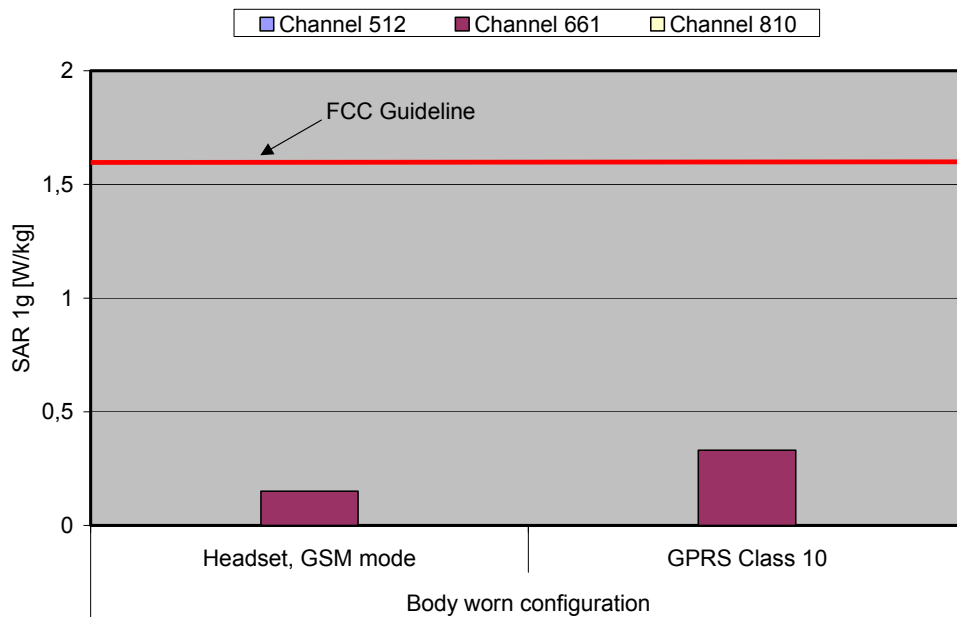 Channel 512 Channel 661 Channel 810
2
FCC Guideline
1,5
SAR 1g [W/kg]
1
0,5
0
Headset, GSM mode GPRS Class 10
Body worn configuration